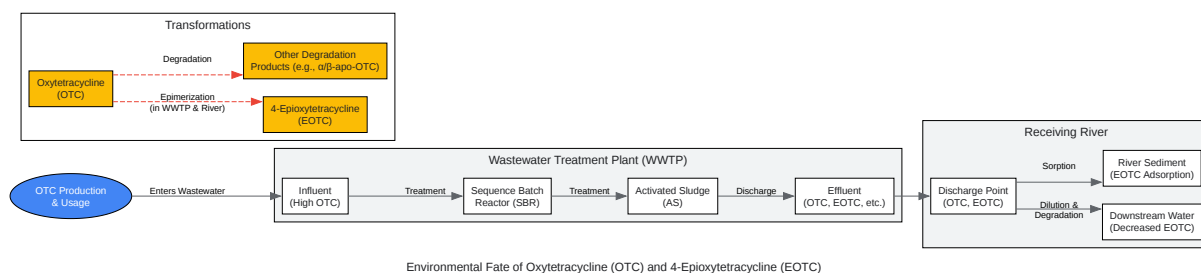 Transformations
Degradation
Other Degradation
Products (e.g., α/β-apo-OTC)
Oxytetracycline
(OTC)
Epimerization
(in WWTP & River)
4-Epioxytetracycline
(EOTC)
OTC Production
& Usage
Enters Wastewater
Wastewater Treatment Plant (WWTP)
Influent
(High OTC)
Treatment
Sequence Batch
Reactor (SBR)
Treatment
Activated Sludge
(AS)
Discharge
Effluent
(OTC, EOTC, etc.)
Receiving River
Discharge Point
(OTC, EOTC)
Sorption
River Sediment
(EOTC Adsorption)
Dilution &
Degradation
Downstream Water
(Decreased EOTC)
Environmental Fate of Oxytetracycline (OTC) and 4-Epioxytetracycline (EOTC)